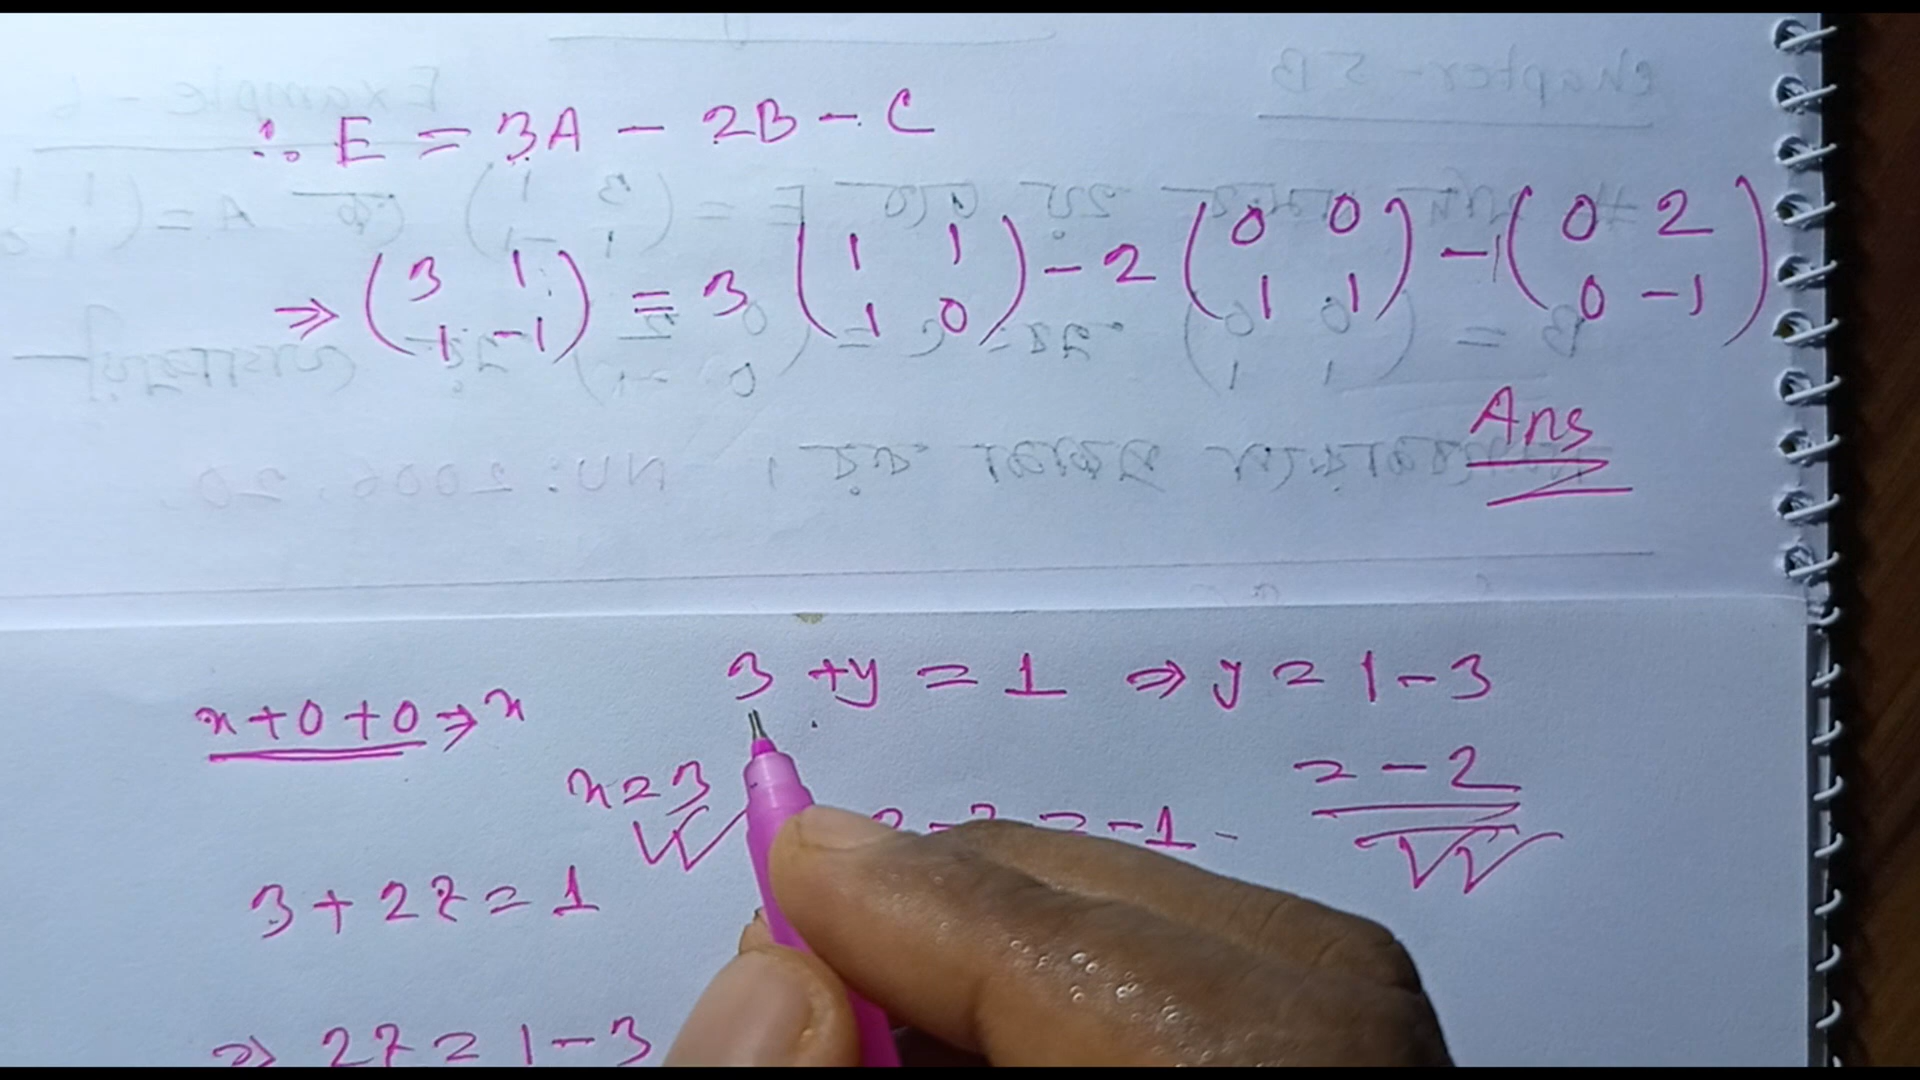 ∴ E = 3A - 2B - C
⇒ (3 1 1 -1) = 3 (1 1 1 0) - 2 (0 0 1 1) - 1 (0 2 0 -1)
Ans
x+0+0 ⇒ x
3 + y = 1 ⇒ y = 1 - 3
x = 3
= - 2
= -1
3 + 2z = 1
⇒ 2z = 1 - 3